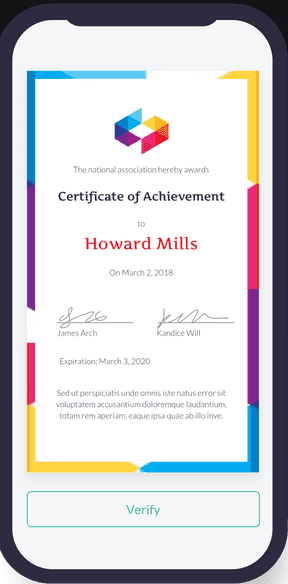 The national association hereby awards
Certificate of Achievement
to
Howard Mills
On March 2, 2018
James Arch
Kandice Will
Expiration: March 3, 2020
Sed ut perspiciatis unde omnis iste natus error sit
voluptatem accusantium doloremque laudantium,
totam rem aperiam, eaque ipsa quae ab illo inve.
Verify